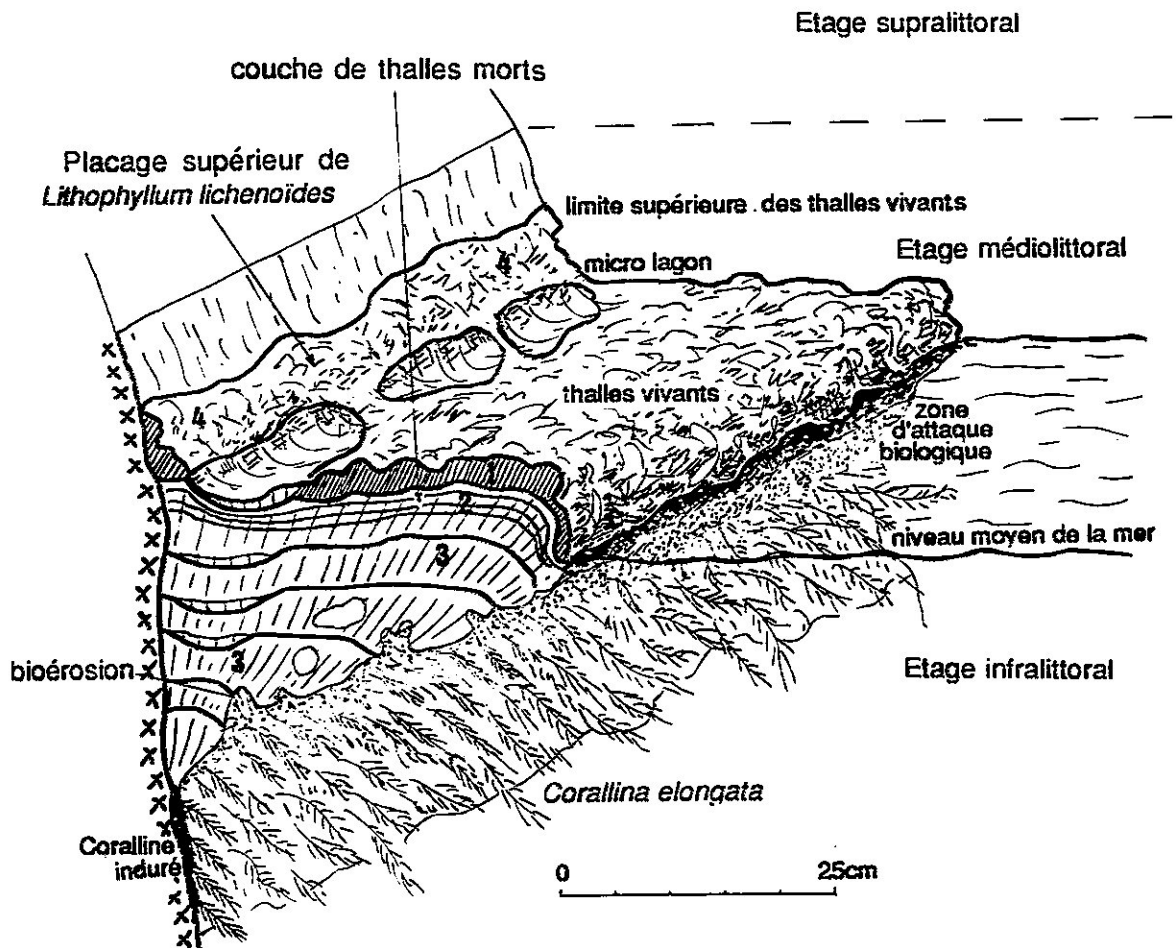 Etage supralittoral
couche de thalles morts
Placage supérieur de
Lithophyllum lichenoïdes
limite supérieure . des thalles vivants
Etage médiolittoral
4
micro lagon
thalles vivants
4
zone
d'attaque
biologique
1
2
niveau moyen de la mer
3
bioérosion
3
Etage infralittoral
Corallina elongata
Coralline
induré
0
25cm